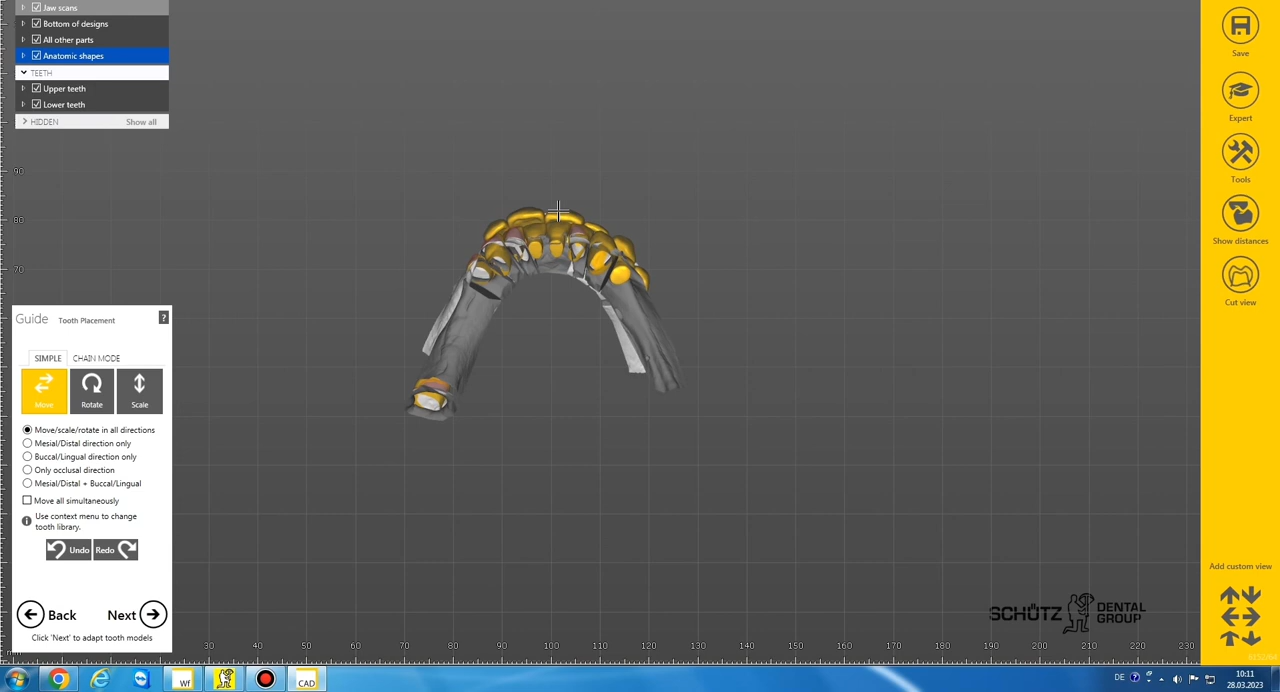 Jaw scans
Bottom of designs
All other parts
Anatomic shapes
TEETH
Upper teeth
Lower teeth
HIDDEN Show all
Save
Expert
Tools
Show distances
Cut view
90
80
70
Guide Tooth Placement ?
SIMPLE CHAIN MODE
Move Rotate Scale
Move/scale/rotate in all directions
Mesial/Distal direction only
Buccal/Lingual direction only
Only occlusal direction
Mesial/Distal + Buccal/Lingual
Move all simultaneously
Use context menu to change
tooth library.
Undo Redo
Back Next
Click 'Next' to adapt tooth models
Add custom view
SCHÜTZ DENTAL
GROUP
30 40 50 60 70 80 90 100 110 120 130 140 150 160 170 180 190 200 210 220 230
Wf
CAD
DE
10:11
28.03.2023